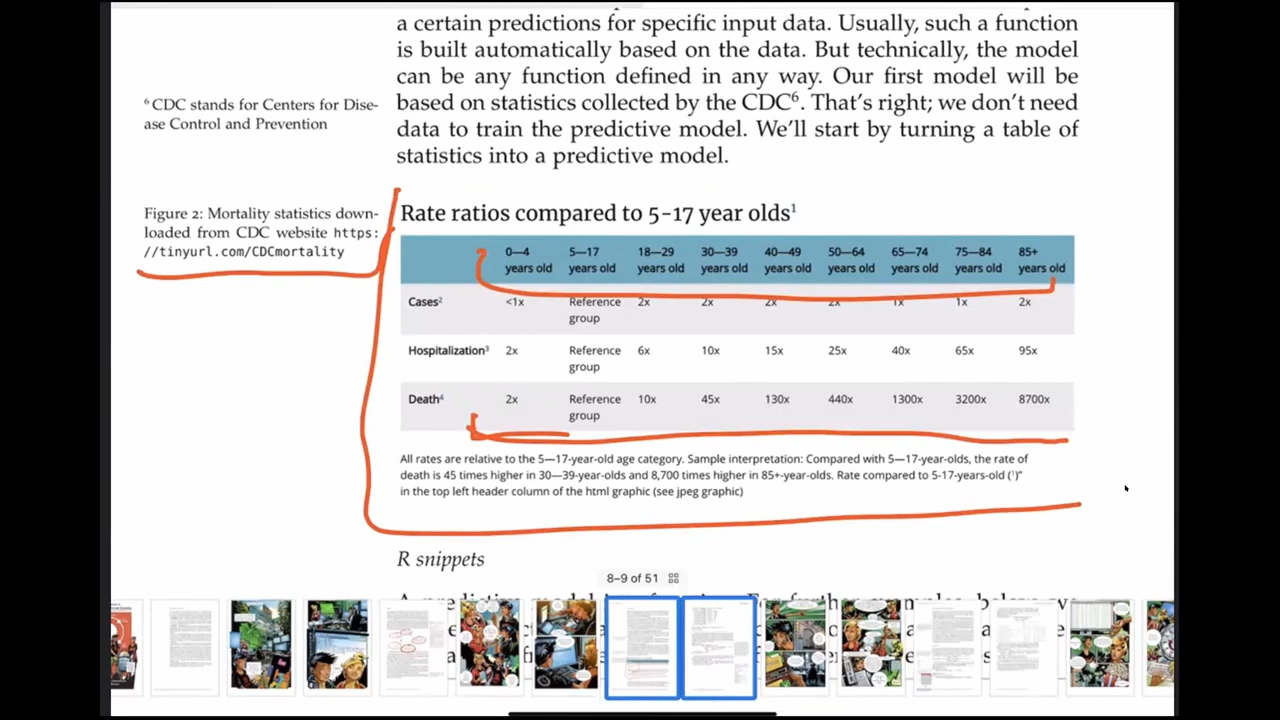 a certain predictions for specific input data. Usually, such a function
is built automatically based on the data. But technically, the model
can be any function defined in any way. Our first model will be
based on statistics collected by the CDC⁶. That's right; we don't need
data to train the predictive model. We'll start by turning a table of
statistics into a predictive model.
⁶ CDC stands for Centers for Dise-
ase Control and Prevention
Figure 2: Mortality statistics down-
loaded from CDC website https:
//tinyurl.com/CDCmortality
Rate ratios compared to 5-17 year olds¹
0—4 5—17 18—29 30—39 40—49 50—64 65—74 75—84 85+
years old years old years old years old years old years old years old years old years old
Cases² <1x Reference 2x 2x 2x 2x 1x 1x 2x
group
Hospitalization³ 2x Reference 6x 10x 15x 25x 40x 65x 95x
group
Death⁴ 2x Reference 10x 45x 130x 440x 1300x 3200x 8700x
group
All rates are relative to the 5—17-year-old age category. Sample interpretation: Compared with 5—17-year-olds, the rate of
death is 45 times higher in 30—39-year-olds and 8,700 times higher in 85+-year-olds. Rate compared to 5-17-years-old (¹)"
in the top left header column of the html graphic (see jpeg graphic)
R snippets
8–9 of 51